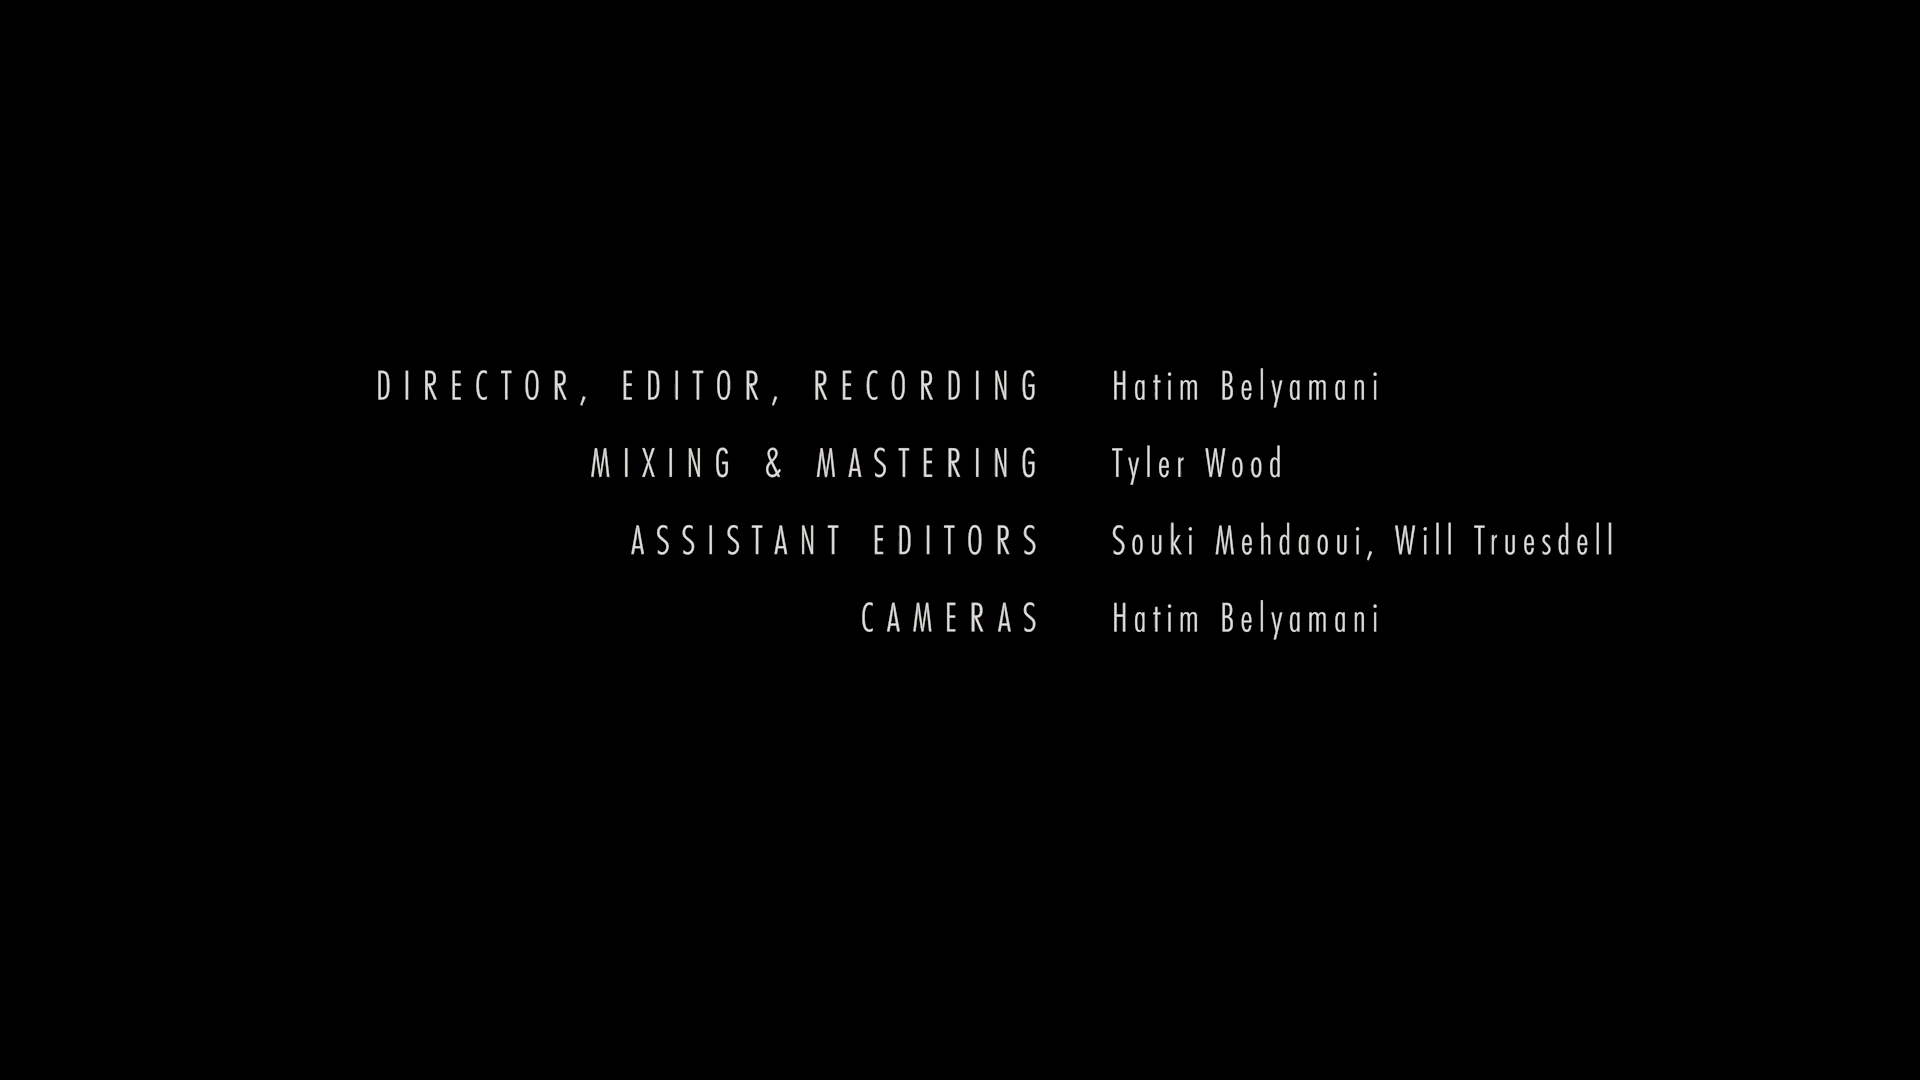 DIRECTOR, EDITOR, RECORDING Hatim Belyamani
MIXING & MASTERING Tyler Wood
ASSISTANT EDITORS Souki Mehdaoui, Will Truesdell
CAMERAS Hatim Belyamani